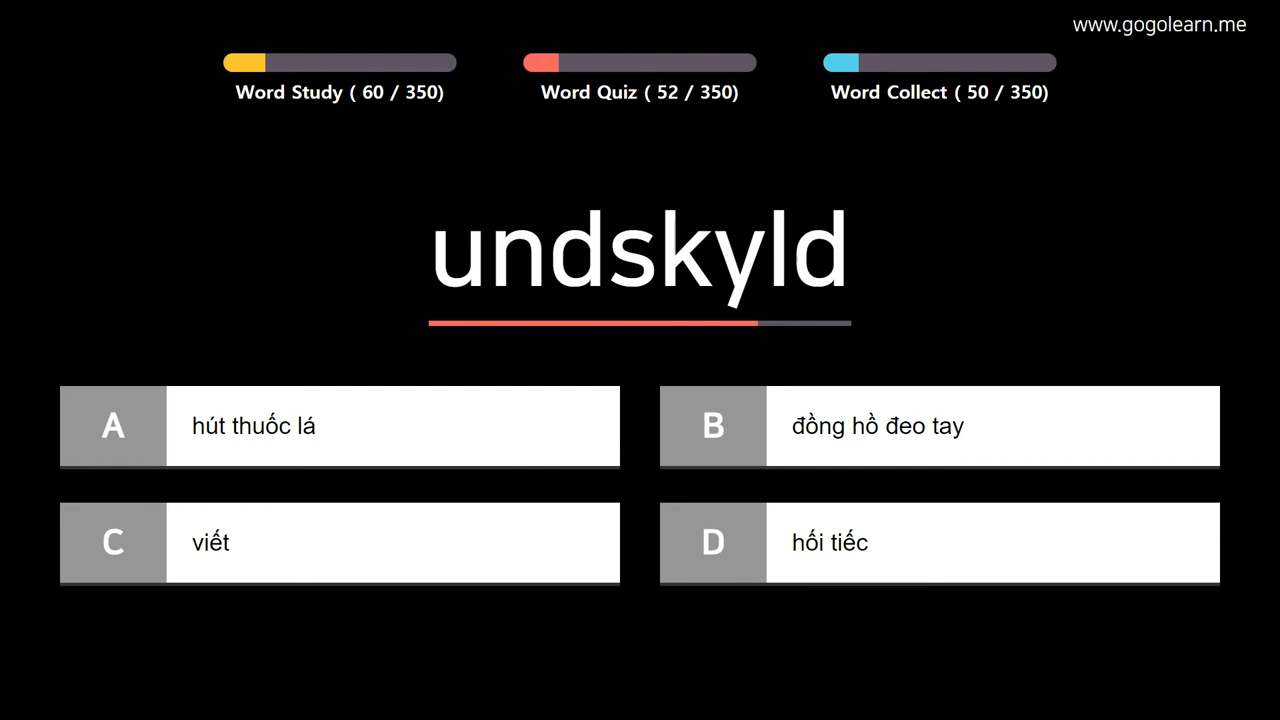 www.gogolearn.me
Word Study ( 60 / 350)
Word Quiz ( 52 / 350)
Word Collect ( 50 / 350)
undskyld
A hút thuốc lá
B đồng hồ đeo tay
C viết
D hối tiếc